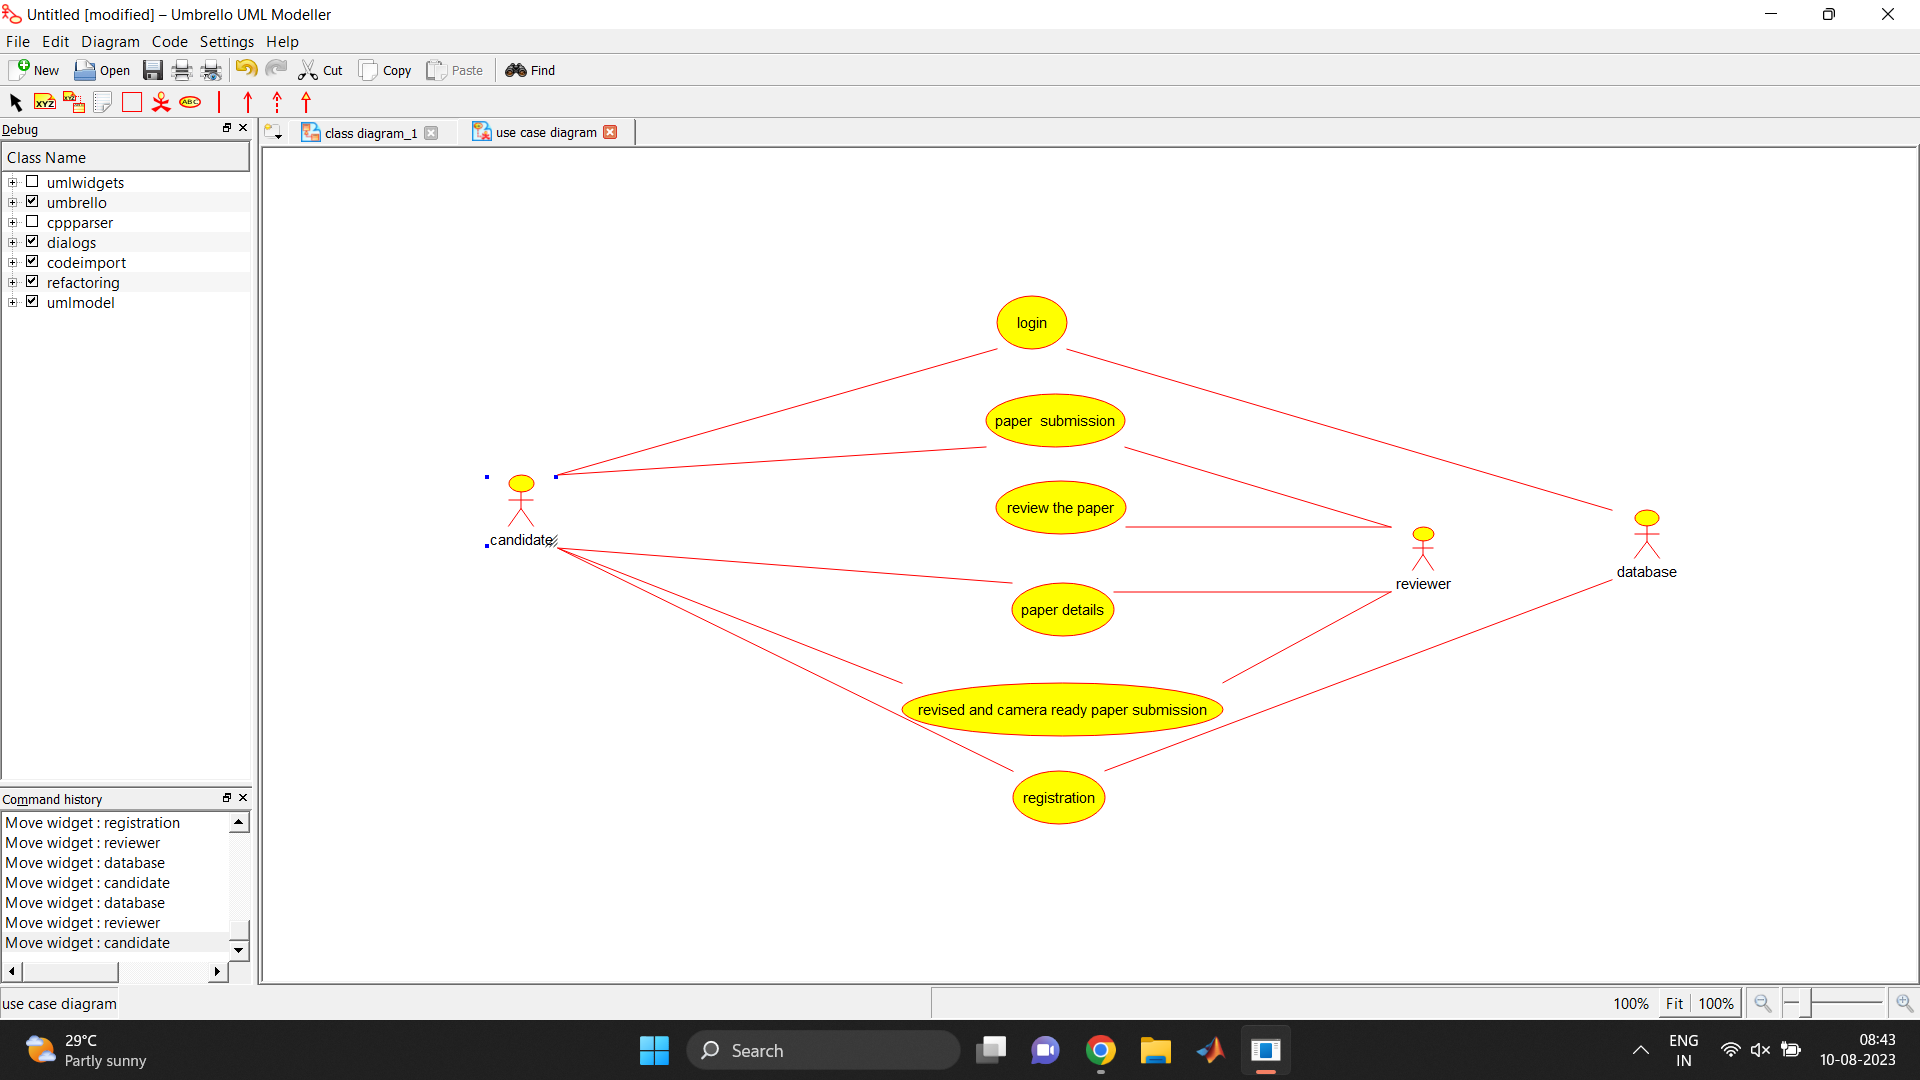 Untitled [modified] – Umbrello UML Modeller
File Edit Diagram Code Settings Help
New Open Cut Copy Paste Find
XYZ XYZ ABC
Debug
class diagram_1 use case diagram
Class Name
umlwidgets
umbrello
cppparser
dialogs
codeimport
refactoring
umlmodel
login
paper  submission
review the paper
candidate
reviewer
database
paper details
revised and camera ready paper submission
registration
Command history
Move widget : registration
Move widget : reviewer
Move widget : database
Move widget : candidate
Move widget : database
Move widget : reviewer
Move widget : candidate
use case diagram
100% Fit 100%
29°C
Partly sunny
Search
ENG
IN
08:43
10-08-2023